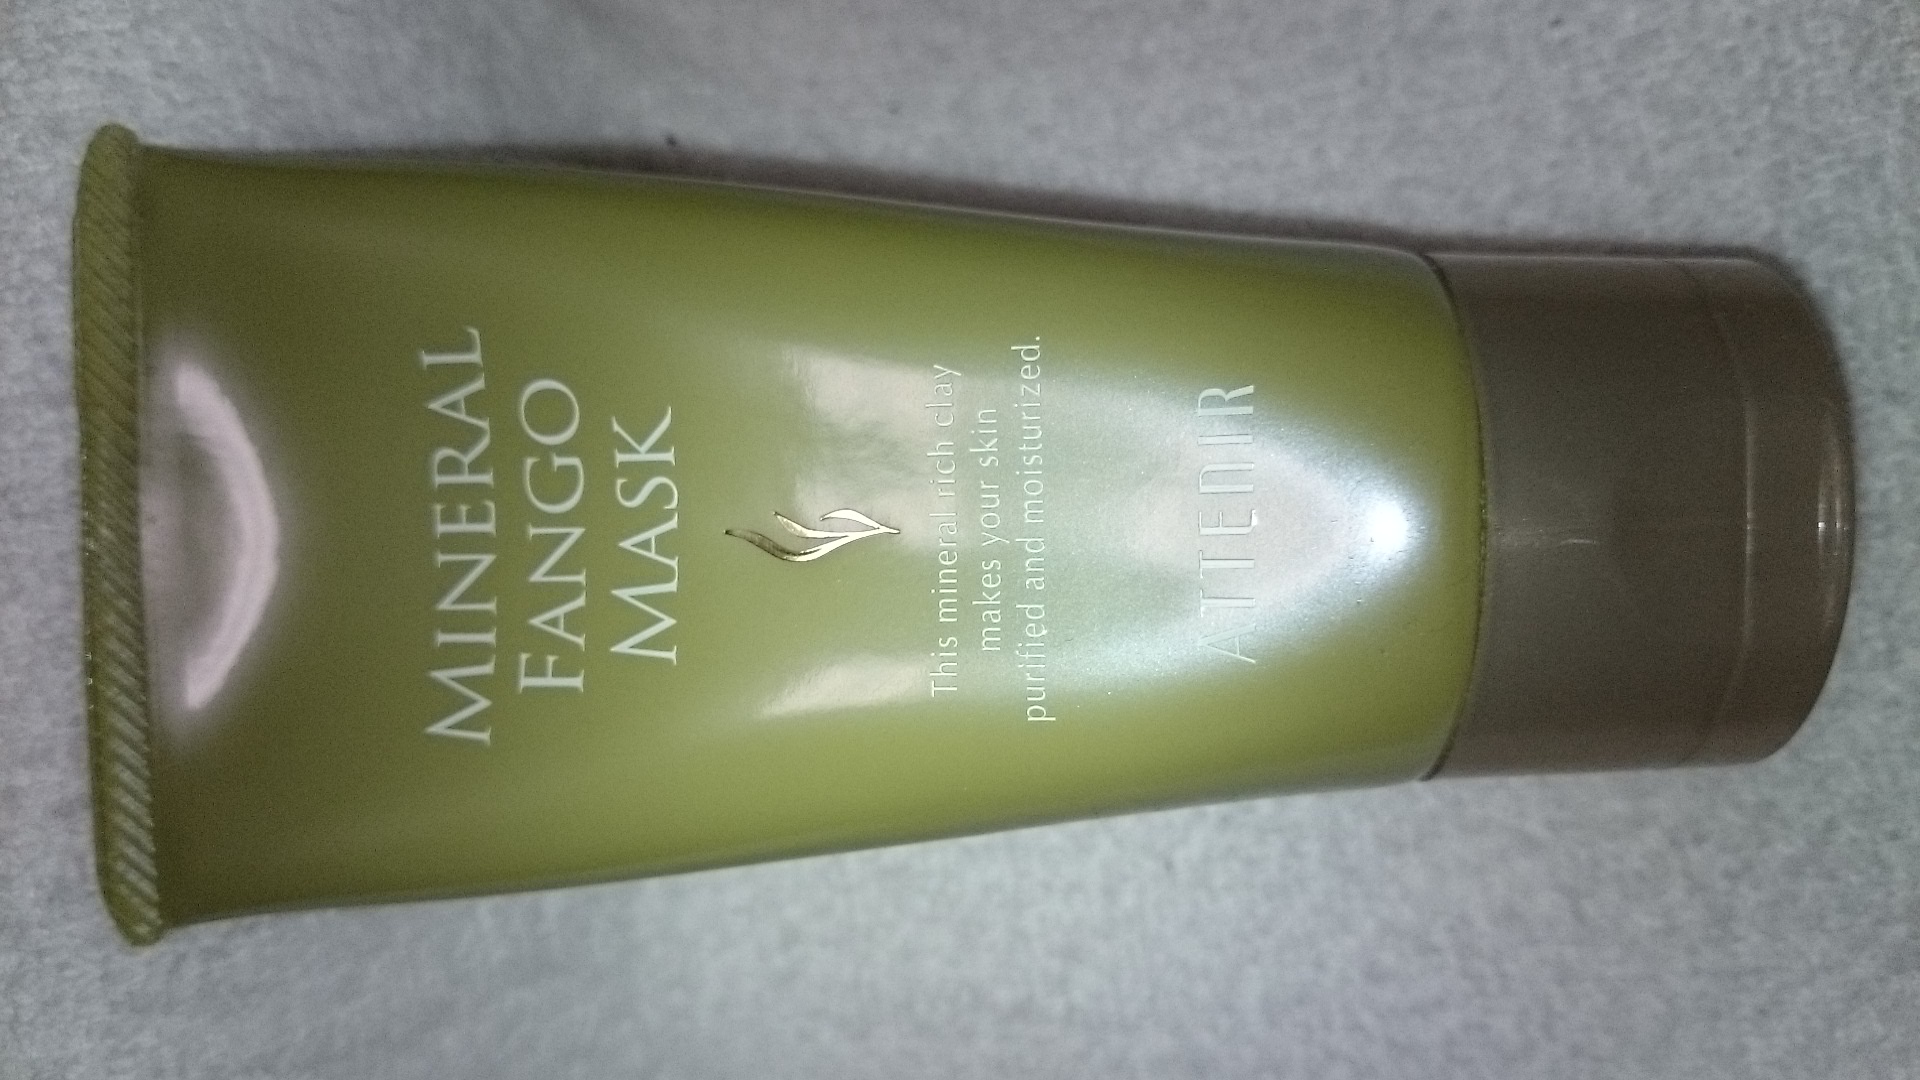 MINERAL
FANGO
MASK
This mineral rich clay
makes your skin
purified and moisturized.
ATTENIR